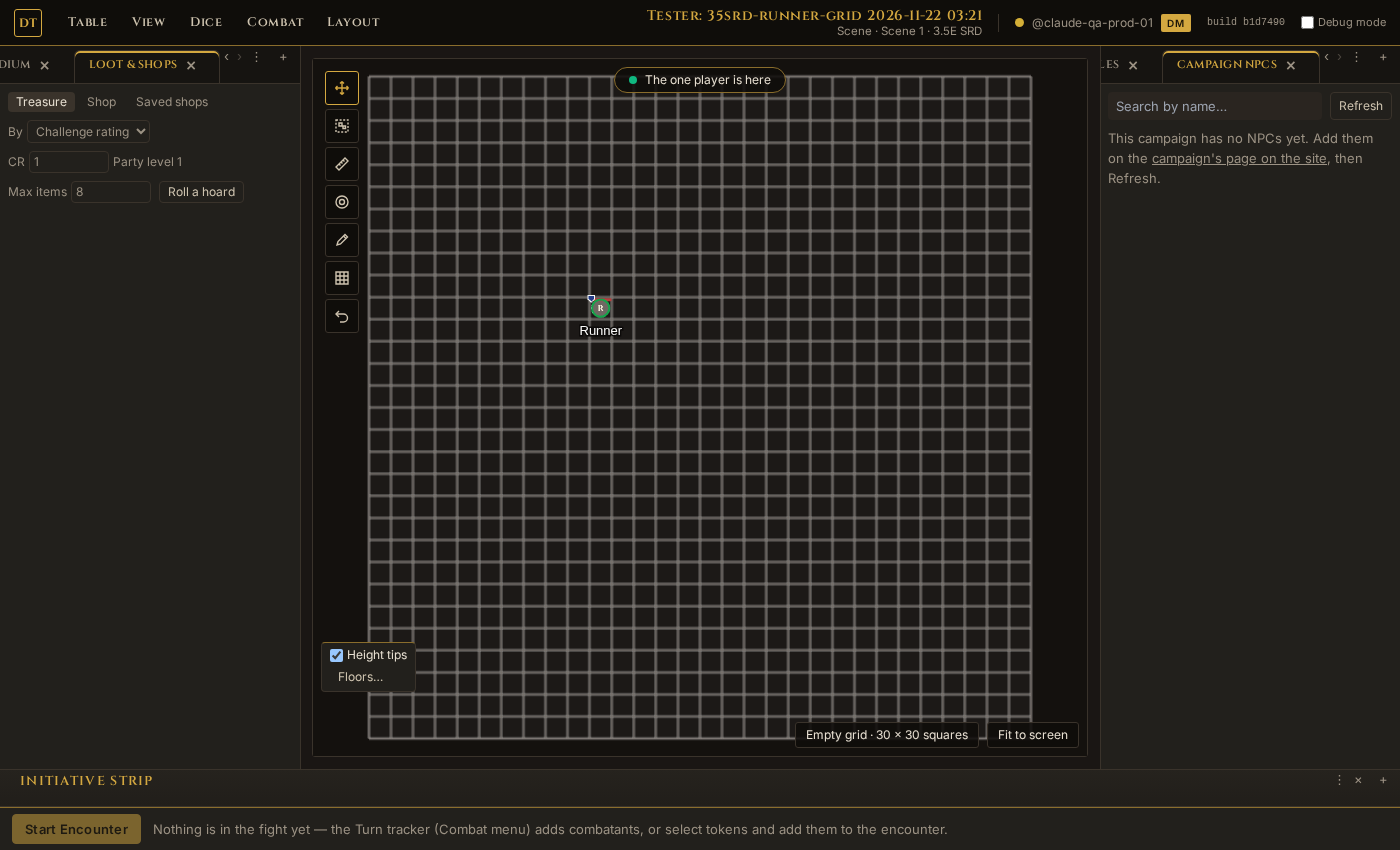 DT TABLE VIEW DICE COMBAT LAYOUT
TESTER: 35SRD-RUNNER-GRID 2026-11-22 03:21
Scene · Scene 1 · 3.5E SRD
@claude-qa-prod-01 DM build b1d7490 Debug mode
DIUM × LOOT & SHOPS × ‹ › ⋮ +
Treasure Shop Saved shops
By Challenge rating
CR 1 Party level 1
Max items 8 Roll a hoard
The one player is here
R
Runner
Height tips
Floors...
Empty grid · 30 × 30 squares Fit to screen
LES × CAMPAIGN NPCS × ‹ › ⋮ +
Search by name... Refresh
This campaign has no NPCs yet. Add them
on the campaign's page on the site, then
Refresh.
INITIATIVE STRIP ⋮ × +
Start Encounter Nothing is in the fight yet — the Turn tracker (Combat menu) adds combatants, or select tokens and add them to the encounter.